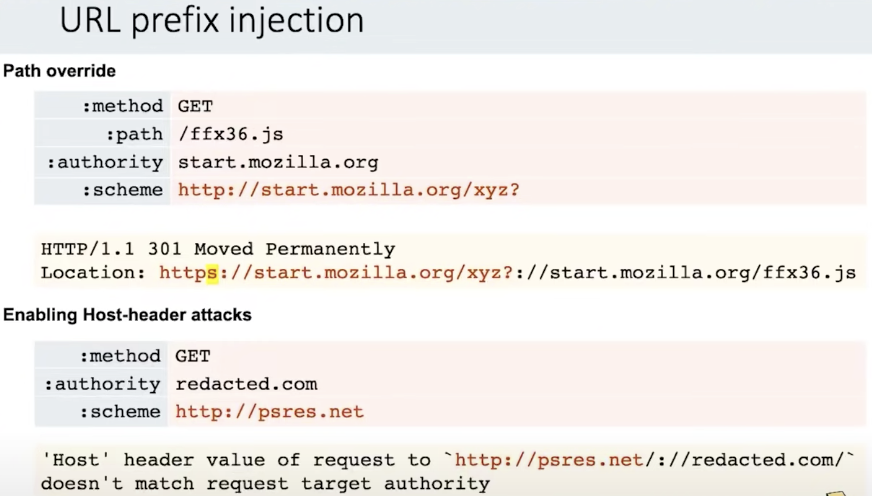 URL prefix injection
Path override
:method GET
:path /ffx36.js
:authority start.mozilla.org
:scheme http://start.mozilla.org/xyz?
HTTP/1.1 301 Moved Permanently
Location: https://start.mozilla.org/xyz?://start.mozilla.org/ffx36.js
Enabling Host-header attacks
:method GET
:authority redacted.com
:scheme http://psres.net
'Host' header value of request to `http://psres.net/://redacted.com/`
doesn't match request target authority